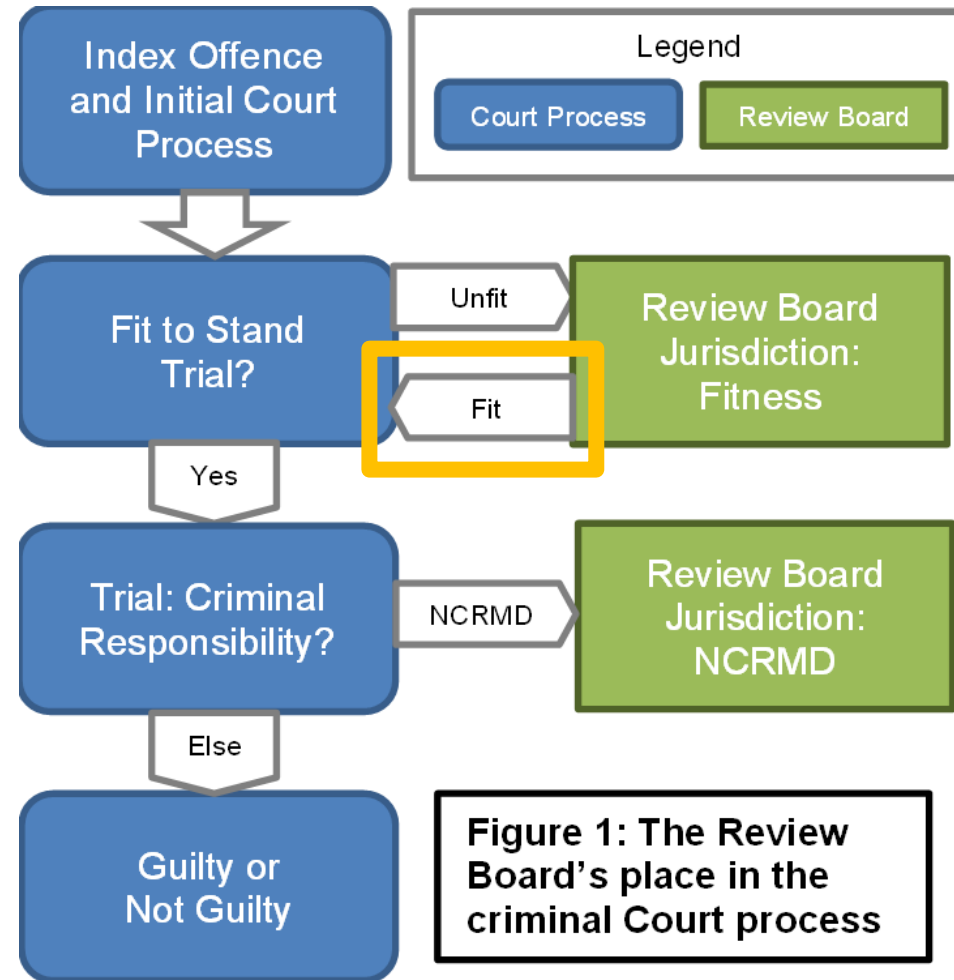 Index Offence
and Initial Court
Process
Legend
Court Process
Review Board
Fit to Stand
Trial?
Unfit
Fit
Review Board
Jurisdiction:
Fitness
Yes
Trial: Criminal
Responsibility?
NCRMD
Review Board
Jurisdiction:
NCRMD
Else
Guilty or
Not Guilty
Figure 1: The Review
Board’s place in the
criminal Court process